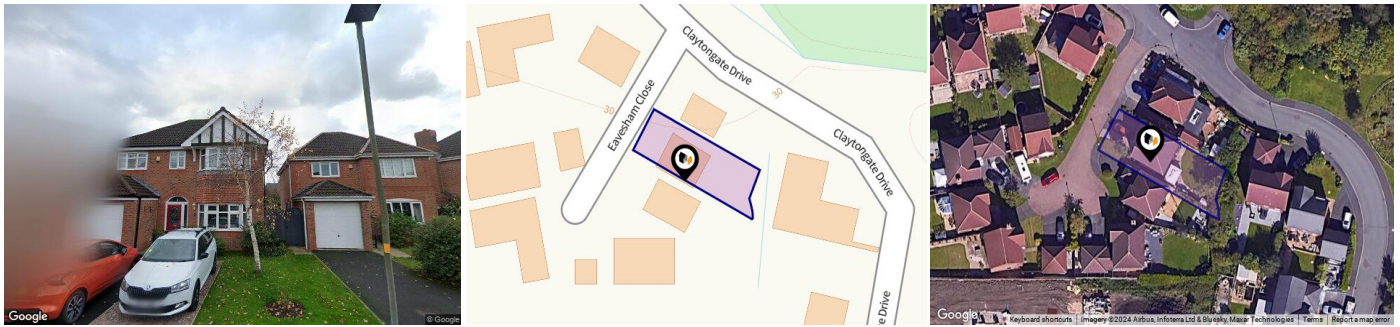 Google
© Google
Claytongate Drive
30
30
Eavesham Close
Claytongate Drive
e Drive
Google
Keyboard shortcuts
Imagery ©2024 Airbus, Infoterra Ltd & Bluesky, Maxar Technologies
Terms
Report a map error